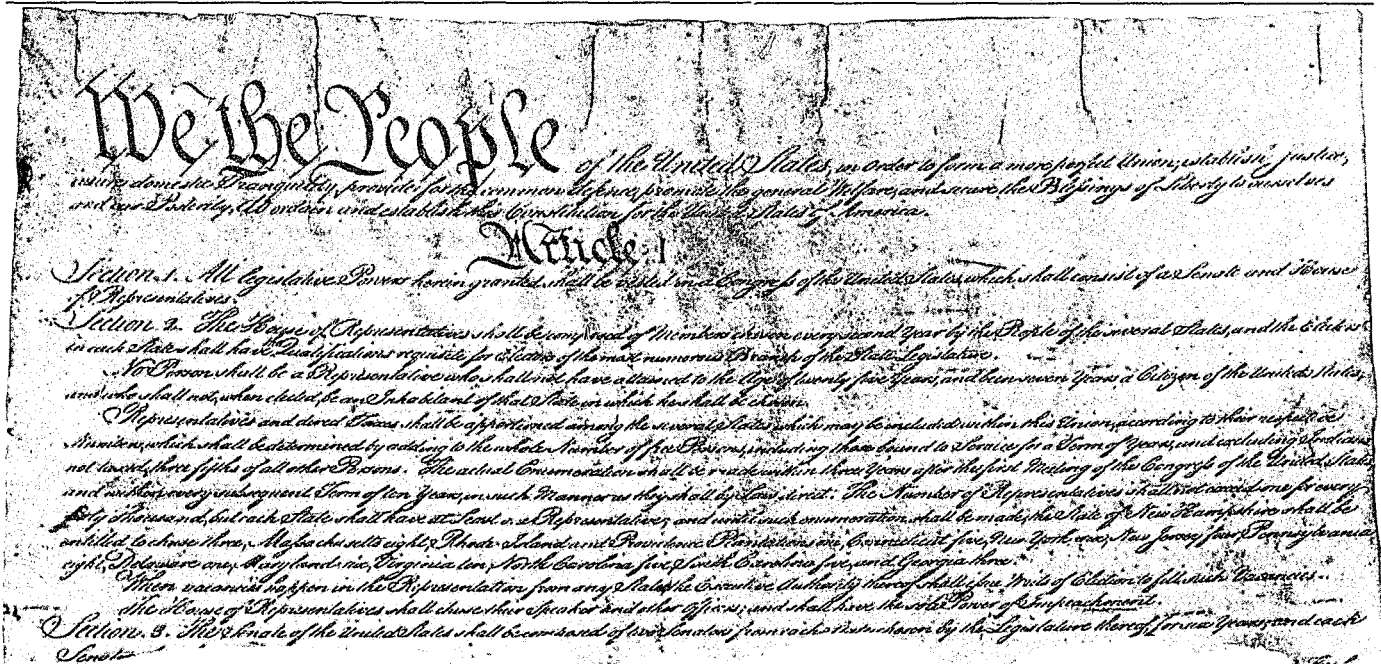 We the People of the United States, in Order to form a more perfect Union, establish Justice,
insure domestic Tranquility, provide for the common defence, promote the general Welfare, and secure the Blessings of Liberty to ourselves
and our Posterity, do ordain and establish this Constitution for the United States of America.
Article. I
Section. 1. All legislative Powers herein granted shall be vested in a Congress of the United States, which shall consist of a Senate and House
of Representatives.
Section. 2. The House of Representatives shall be composed of Members chosen every second Year by the People of the several States, and the Electors
in each State shall have Qualifications requisite for Electors of the most numerous Branch of the State Legislature.
No Person shall be a Representative who shall not have attained to the Age of twenty five Years, and been seven Years a Citizen of the United States,
and who shall not, when elected, be an Inhabitant of that State in which he shall be chosen.
Representatives and direct Taxes shall be apportioned among the several States which may be included within this Union, according to their respective
Numbers, which shall be determined by adding to the whole Number of free Persons, including those bound to Service for a Term of Years, and excluding Indians
not taxed, three fifths of all other Persons. The actual Enumeration shall be made within three Years after the first Meeting of the Congress of the United States,
and within every subsequent Term of ten Years, in such Manner as they shall by Law direct. The Number of Representatives shall not exceed one for every
Thousand, but each State shall have at Least one Representative; and until such enumeration shall be made, the State of New Hampshire shall be
entitled to chuse three, Massachusetts eight, Rhode-Island and Providence Plantations one, Connecticut five, New-York six, New Jersey four, Pennsylvania
eight, Delaware one, Maryland six, Virginia ten, North Carolina five, South Carolina five, and Georgia three.
When vacancies happen in the Representation from any State, the Executive Authority thereof shall issue Writs of Election to fill such Vacancies.
The House of Representatives shall chuse their Speaker and other Officers; and shall have the sole Power of Impeachment.
Section. 3. The Senate of the United States shall be composed of two Senators from each State, chosen by the Legislature thereof, for six Years; and each
Senator